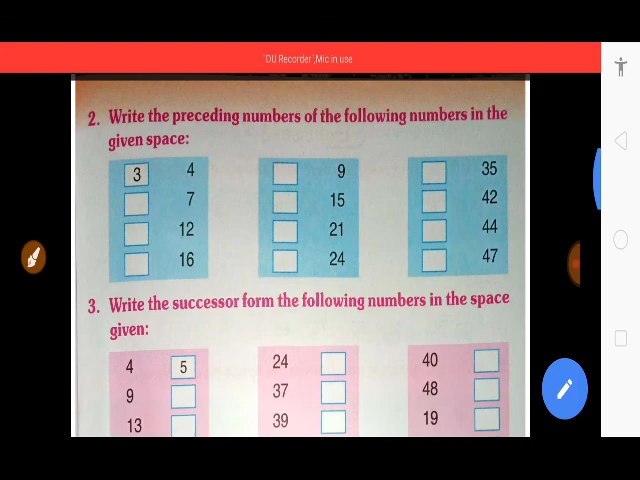 "DU Recorder",Mic in use
2. Write the preceding numbers of the following numbers in the
given space:
3 4 9 35
7 15 42
12 21 44
16 24 47
3. Write the successor form the following numbers in the space
given:
4 5 24 40
9 37 48
13 39 19